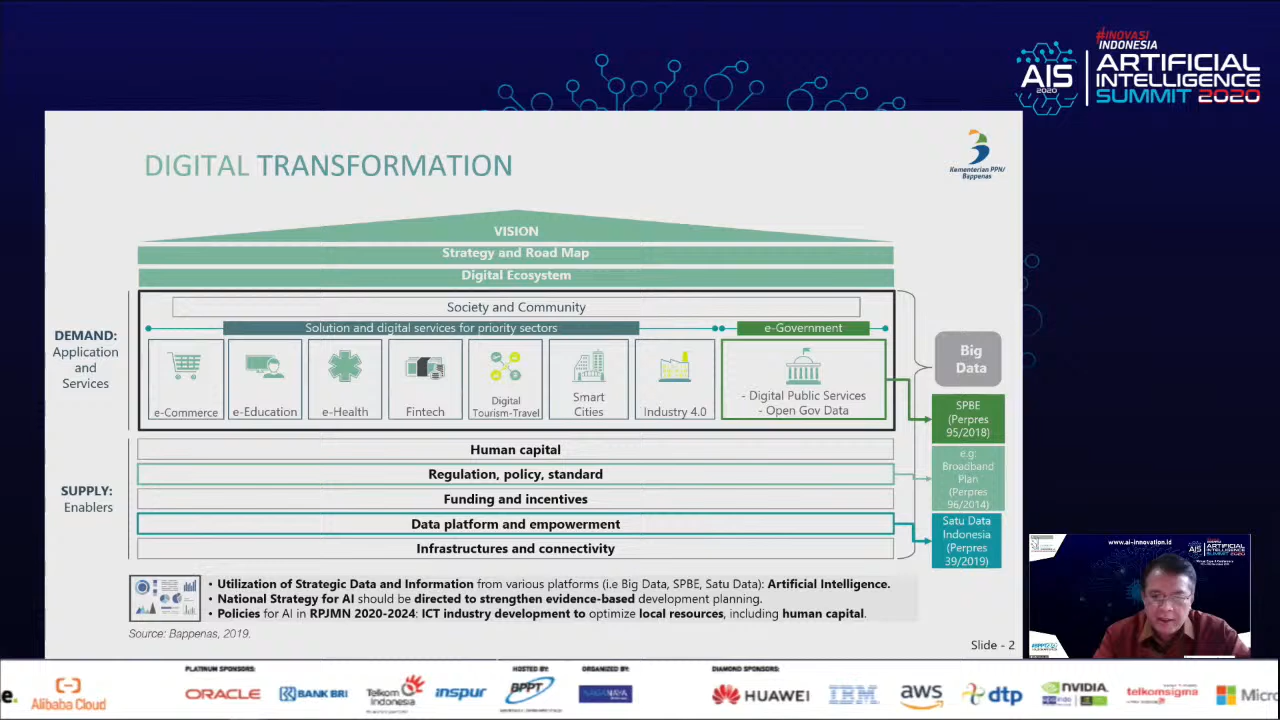 #INOVASI
INDONESIA
AIS
2020
ARTIFICIAL
INTELLIGENCE
SUMMIT 2020
DIGITAL TRANSFORMATION
Kementerian PPN/
Bappenas
VISION
Strategy and Road Map
Digital Ecosystem
Society and Community
DEMAND:
Application
and
Services
Solution and digital services for priority sectors
e-Government
e-Commerce
e-Education
e-Health
Fintech
Digital
Tourism-Travel
Smart
Cities
Industry 4.0
- Digital Public Services
- Open Gov Data
Big
Data
SPBE
(Perpres
95/2018)
SUPPLY:
Enablers
Human capital
Regulation, policy, standard
Funding and incentives
Data platform and empowerment
Infrastructures and connectivity
e.g:
Broadband
Plan
(Perpres
96/2014)
Satu Data
Indonesia
(Perpres
39/2019)
• Utilization of Strategic Data and Information from various platforms (i.e Big Data, SPBE, Satu Data): Artificial Intelligence.
• National Strategy for AI should be directed to strengthen evidence-based development planning.
• Policies for AI in RPJMN 2020-2024: ICT industry development to optimize local resources, including human capital.
Source: Bappenas, 2019.
Slide - 2
www.ai-innovation.id
AIS
ARTIFICIAL
INTELLIGENCE
SUMMIT 2020
PLATINUM SPONSORS:
HOSTED BY:
ORGANIZED BY:
DIAMOND SPONSORS:
e.
Alibaba Cloud
ORACLE
BANK BRI
Telkom
Indonesia
inspur
BPPT
NAGAMAYA
HUAWEI
IBM
aws
dtp
NVIDIA
telkomsigma
Micro